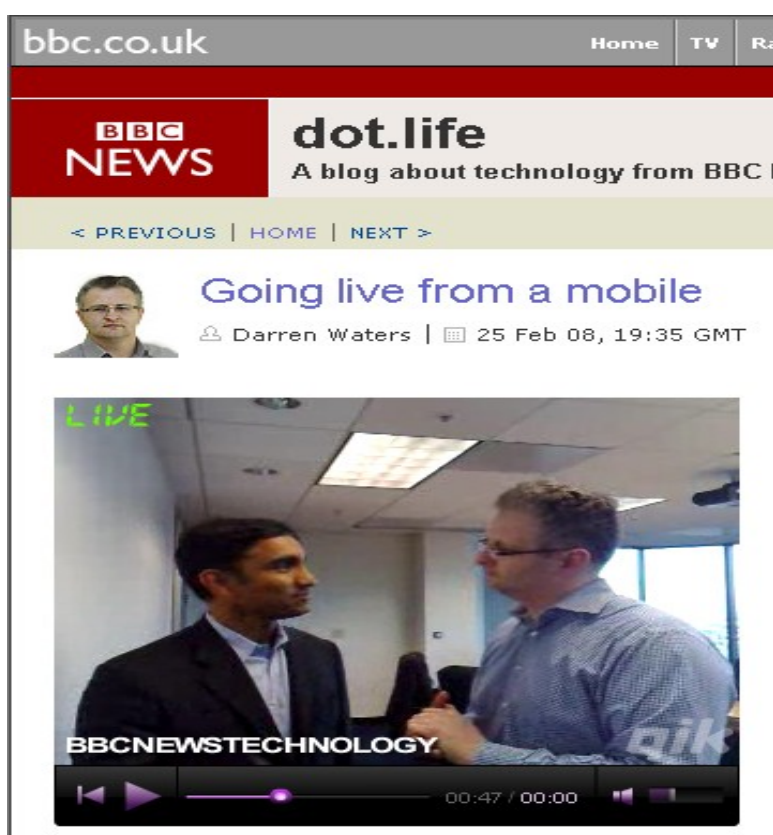 bbc.co.uk Home TV Ra
BBC
NEWS
dot.life
A blog about technology from BBC
< PREVIOUS | HOME | NEXT >
Going live from a mobile
Darren Waters | 25 Feb 08, 19:35 GMT
LIVE
BBCNEWSTECHNOLOGY
qik
00:47 / 00:00